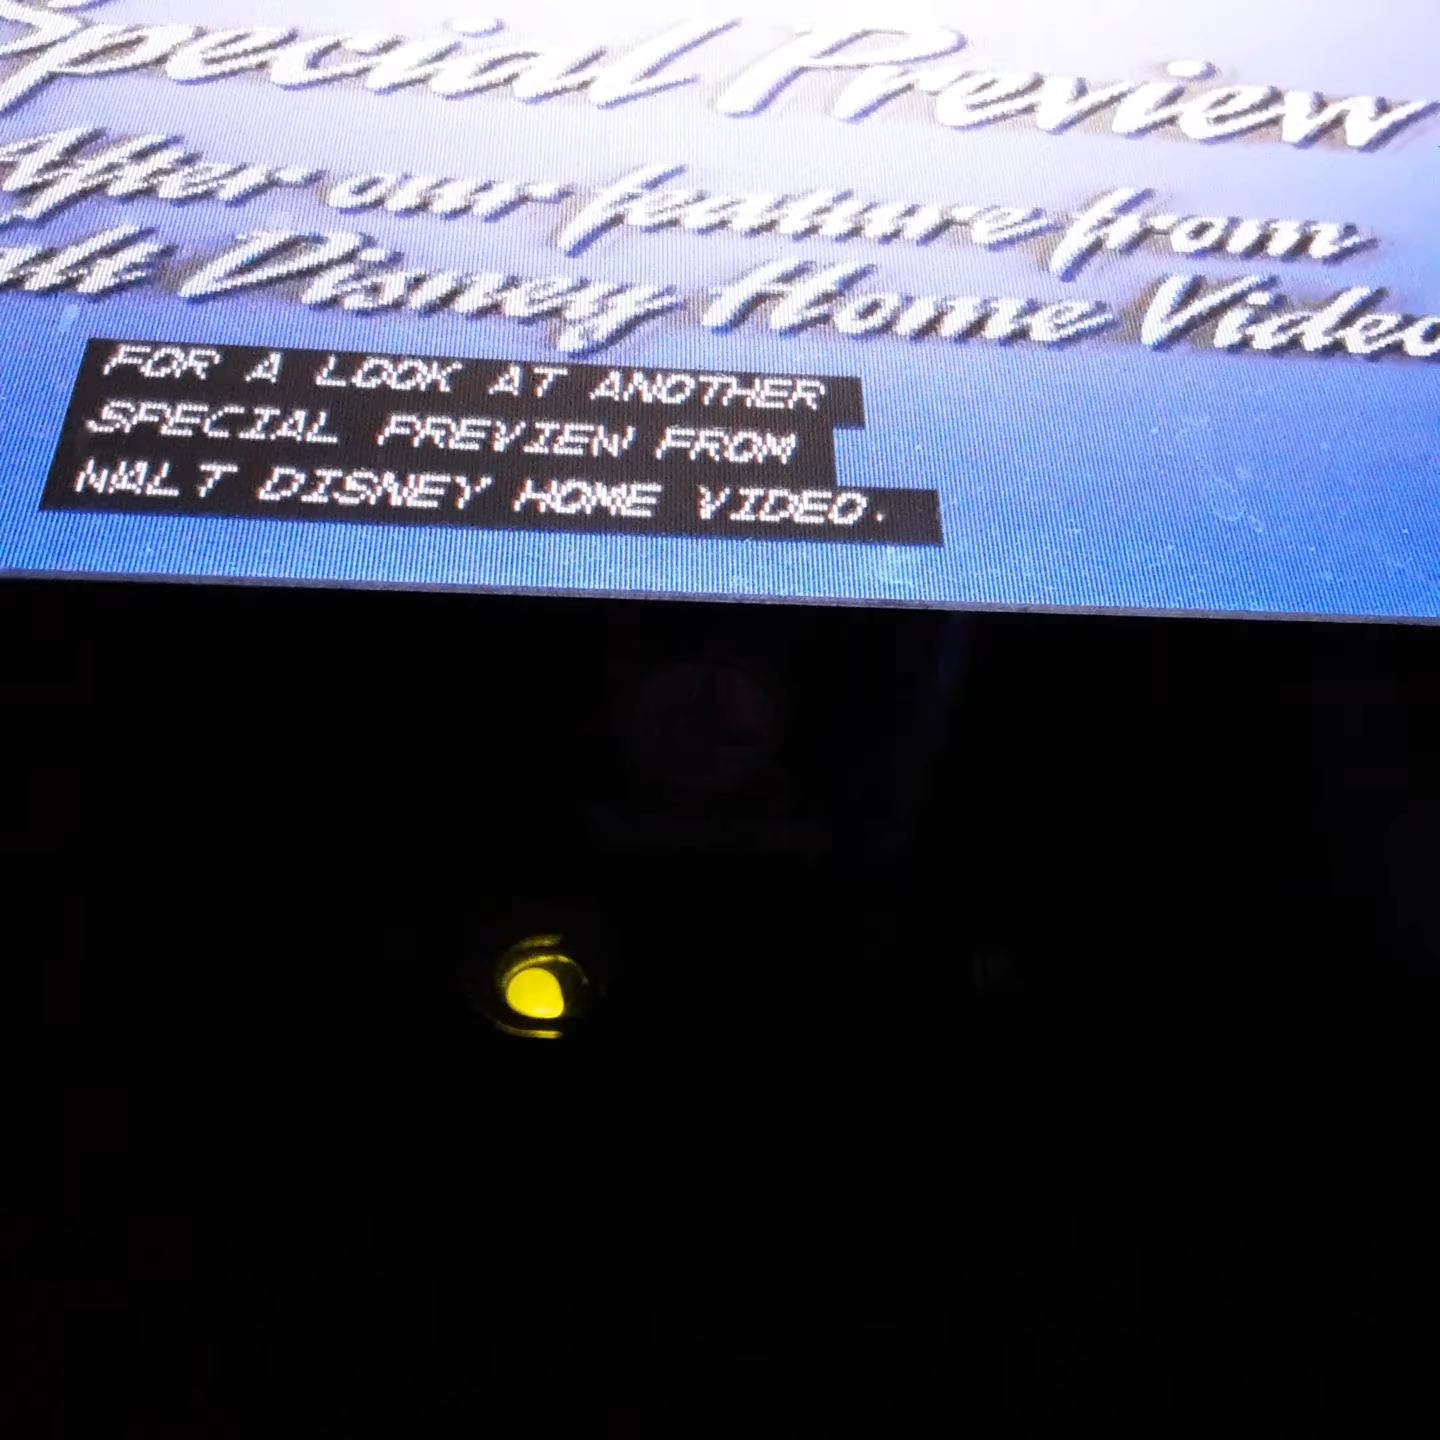 Special Preview
After our feature from
Walt Disney Home Video
FOR A LOOK AT ANOTHER
SPECIAL PREVIEW FROM
WALT DISNEY HOME VIDEO.